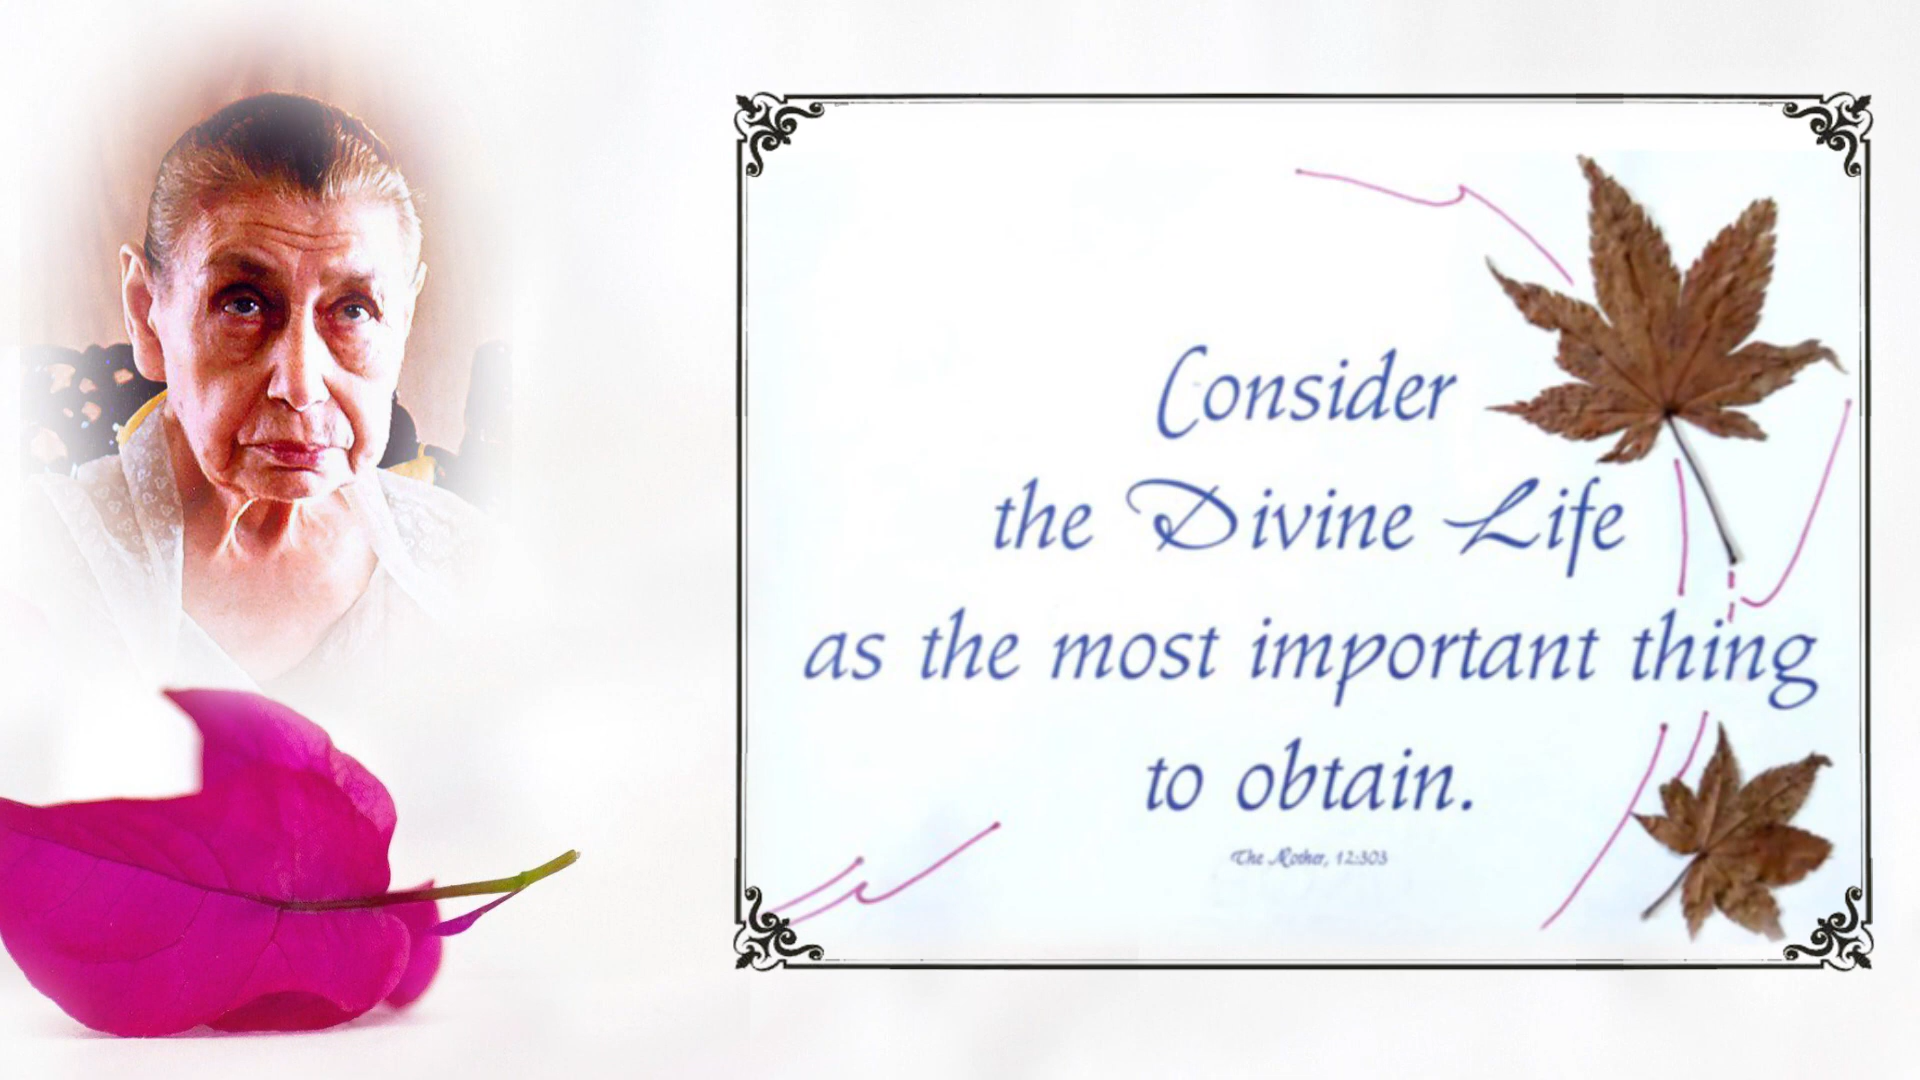 Consider
the Divine Life
as the most important thing
to obtain.
The Mother, 12:303